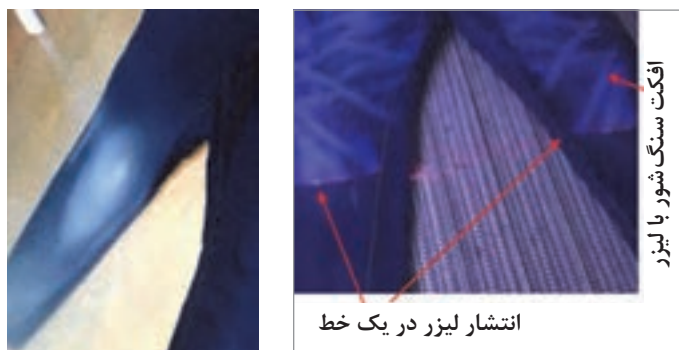 افکت سنگ شور با لیزر
انتشار لیزر در یک خط